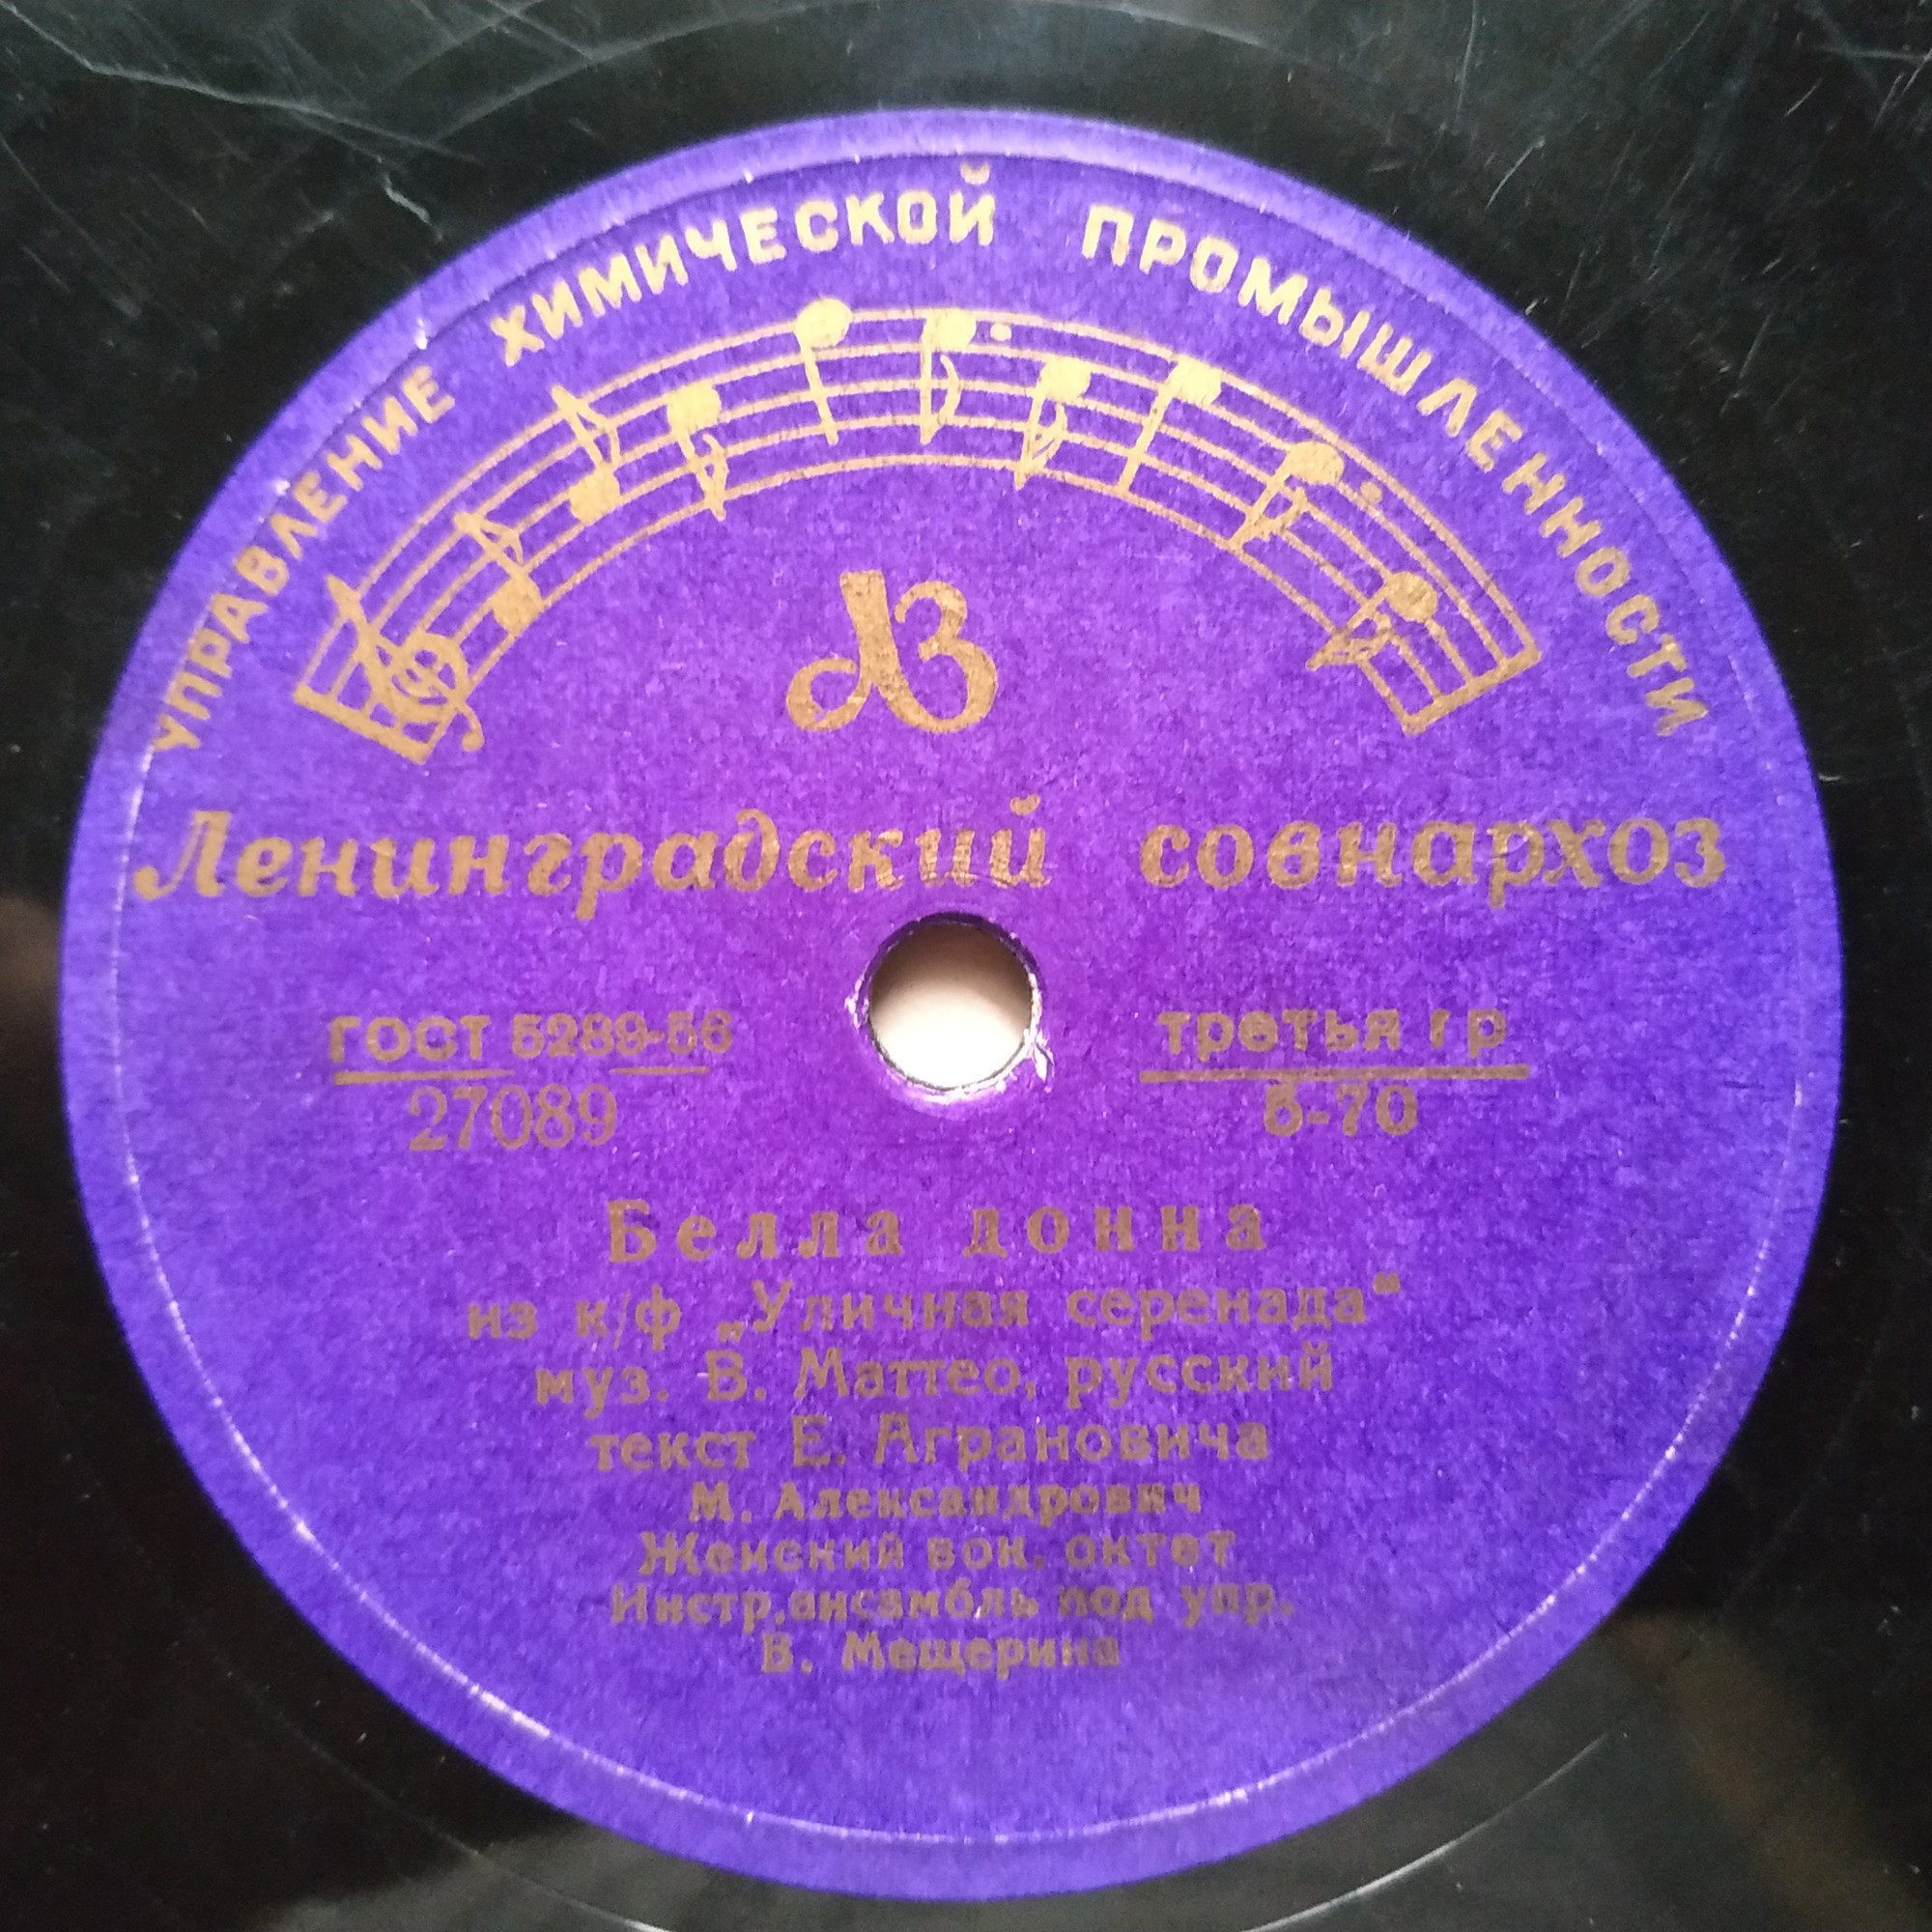 УПРАВЛЕНИЕ ХИМИЧЕСКОЙ ПРОМЫШЛЕННОСТИ
ЛЗ
Ленинградский совнархоз
ГОСТ 5289-56 третья гр
27089 5-70
Белла донна
из к/ф „Уличная серенада“
муз. В. Маттео, русский
текст Е. Аграновича
М. Александрович
Женский вок. октет
Инстр.ансамбль под упр.
В. Мещерина